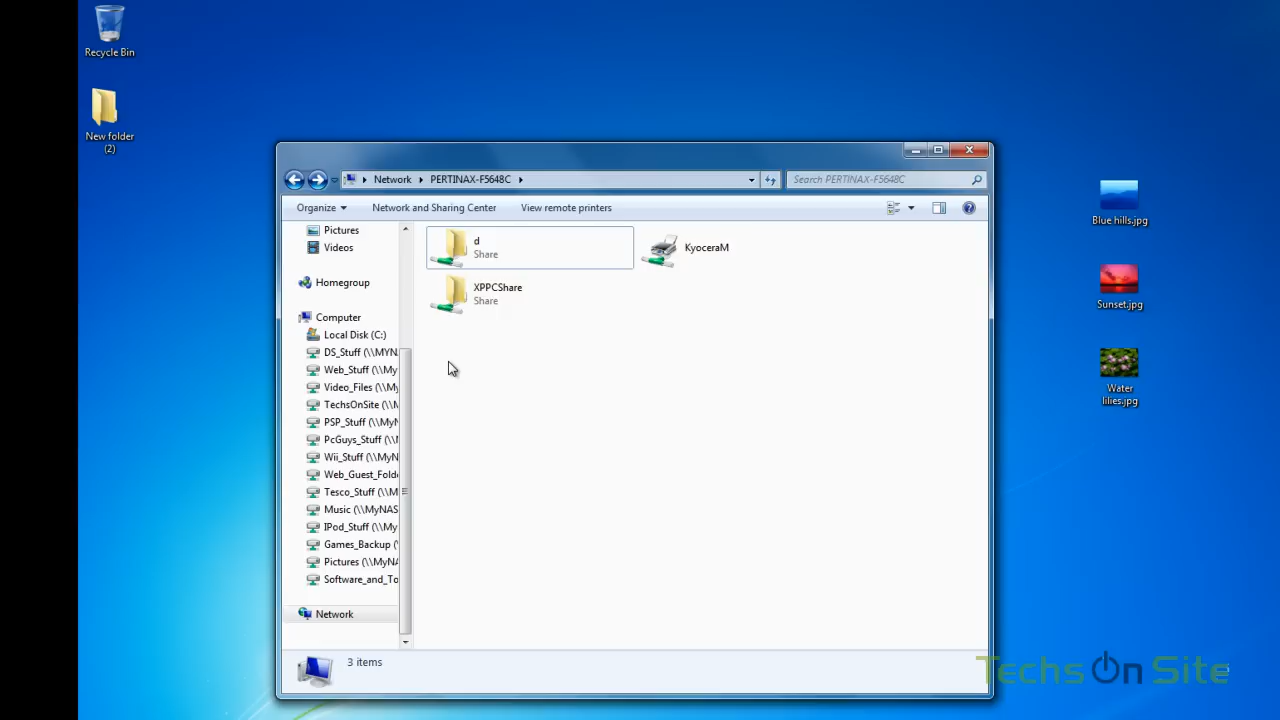 Recycle Bin
New folder
(2)
Network
PERTINAX-F5648C
Search PERTINAX-F5648C
Organize
Network and Sharing Center
View remote printers
Pictures
Videos
Homegroup
Computer
Local Disk (C:)
DS_Stuff (\\MYN
Web_Stuff (\\My
Video_Files (\\My
TechsOnSite (\\M
PSP_Stuff (\\MyN
PcGuys_Stuff (\\
Wii_Stuff (\\MyN
Web_Guest_Folde
Tesco_Stuff (\\M
Music (\\MyNAS
IPod_Stuff (\\My
Games_Backup (\
Pictures (\\MyNA
Software_and_To
Network
d
Share
KyoceraM
XPPCShare
Share
3 items
Blue hills.jpg
Sunset.jpg
Water
lilies.jpg
Techs On Site